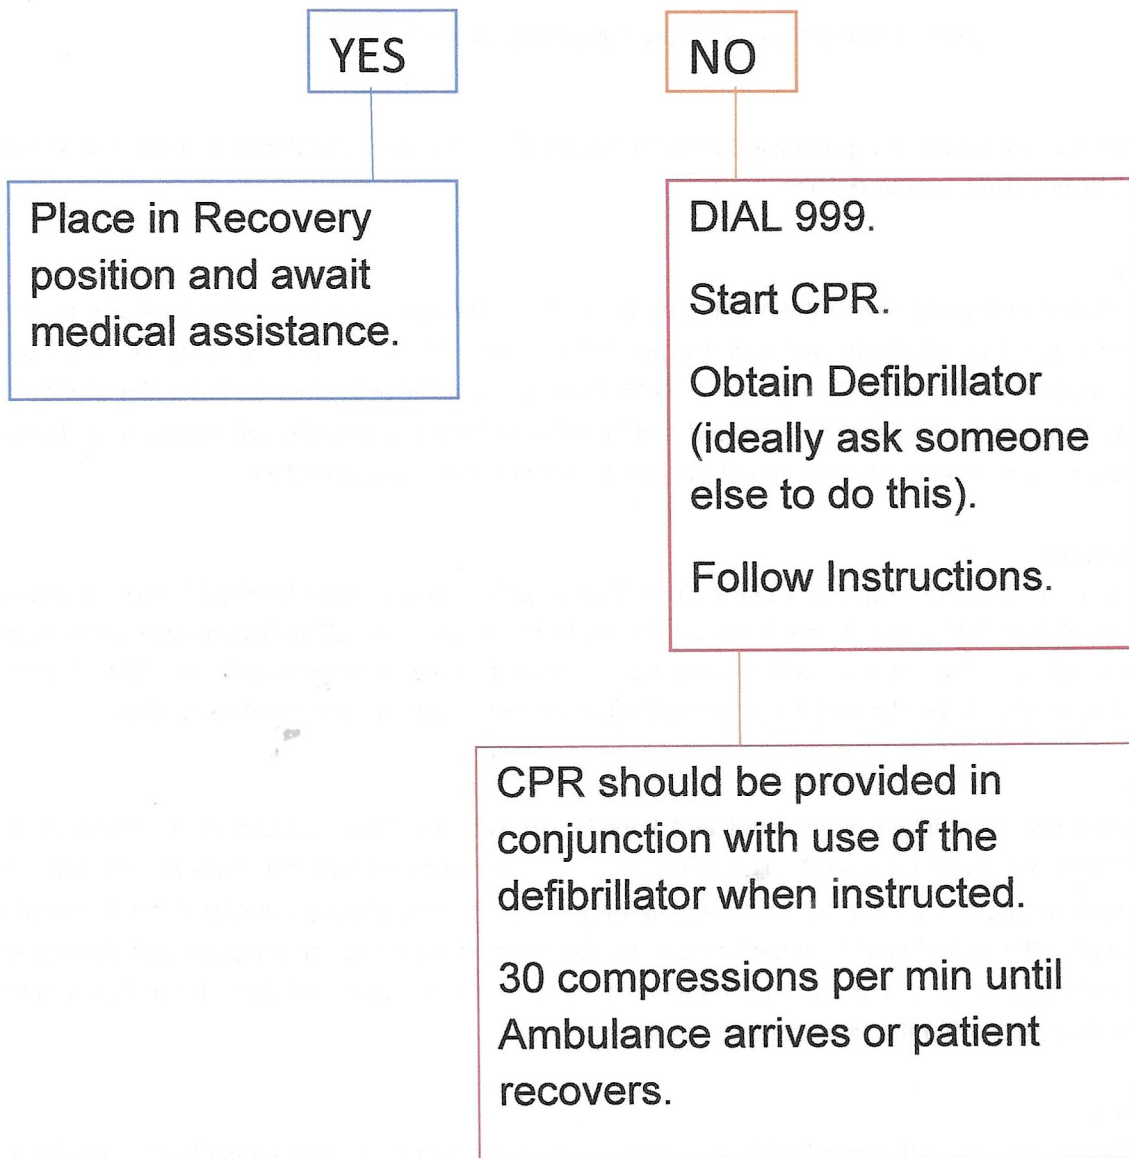 YES
NO
Place in Recovery
position and await
medical assistance.
DIAL 999.
Start CPR.
Obtain Defibrillator
(ideally ask someone
else to do this).
Follow Instructions.
CPR should be provided in
conjunction with use of the
defibrillator when instructed.
30 compressions per min until
Ambulance arrives or patient
recovers.